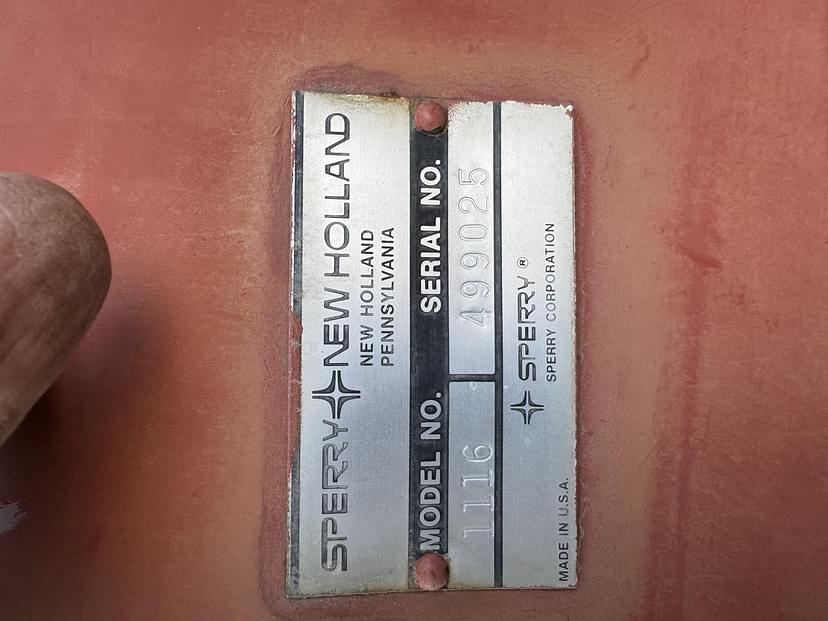 SPERRY NEW HOLLAND
NEW HOLLAND
PENNSYLVANIA
MODEL NO. SERIAL NO.
1116 499025
SPERRY®
SPERRY CORPORATION
MADE IN U.S.A.